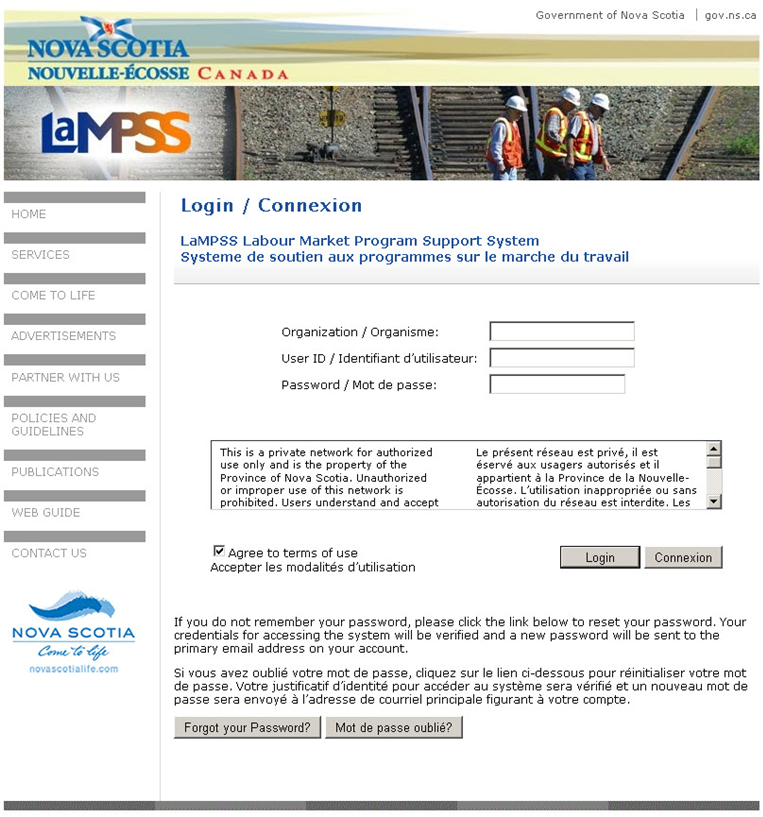 Government of Nova Scotia | gov.ns.ca
NOVA SCOTIA
NOUVELLE-ÉCOSSE CANADA
LaMPSS
HOME
SERVICES
COME TO LIFE
ADVERTISEMENTS
PARTNER WITH US
POLICIES AND
GUIDELINES
PUBLICATIONS
WEB GUIDE
CONTACT US
NOVA SCOTIA
Come to life
novascotialife.com
Login / Connexion
LaMPSS Labour Market Program Support System
Systeme de soutien aux programmes sur le marche du travail
Organization / Organisme:
User ID / Identifiant d'utilisateur:
Password / Mot de passe:
This is a private network for authorized
use only and is the property of the
Province of Nova Scotia. Unauthorized
or improper use of this network is
prohibited. Users understand and accept
Le présent réseau est privé, il est
éservé aux usagers autorisés et il
appartient à la Province de la Nouvelle-
Écosse. L'utilisation inappropriée ou sans
autorisation du réseau est interdite. Les
Agree to terms of use
Accepter les modalités d'utilisation
Login Connexion
If you do not remember your password, please click the link below to reset your password. Your
credentials for accessing the system will be verified and a new password will be sent to the
primary email address on your account.
Si vous avez oublié votre mot de passe, cliquez sur le lien ci-dessous pour réinitialiser votre mot
de passe. Votre justificatif d'identité pour accéder au système sera vérifié et un nouveau mot de
passe sera envoyé à l'adresse de courriel principale figurant à votre compte.
Forgot your Password? Mot de passe oublié?